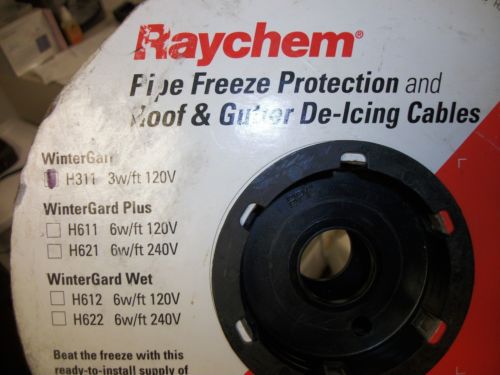 Raychem®
Pipe Freeze Protection and
Roof & Gutter De-Icing Cables
WinterGard
H311 3w/ft 120V
WinterGard Plus
H611 6w/ft 120V
H621 6w/ft 240V
WinterGard Wet
H612 6w/ft 120V
H622 6w/ft 240V
Beat the freeze with this
ready-to-install supply of